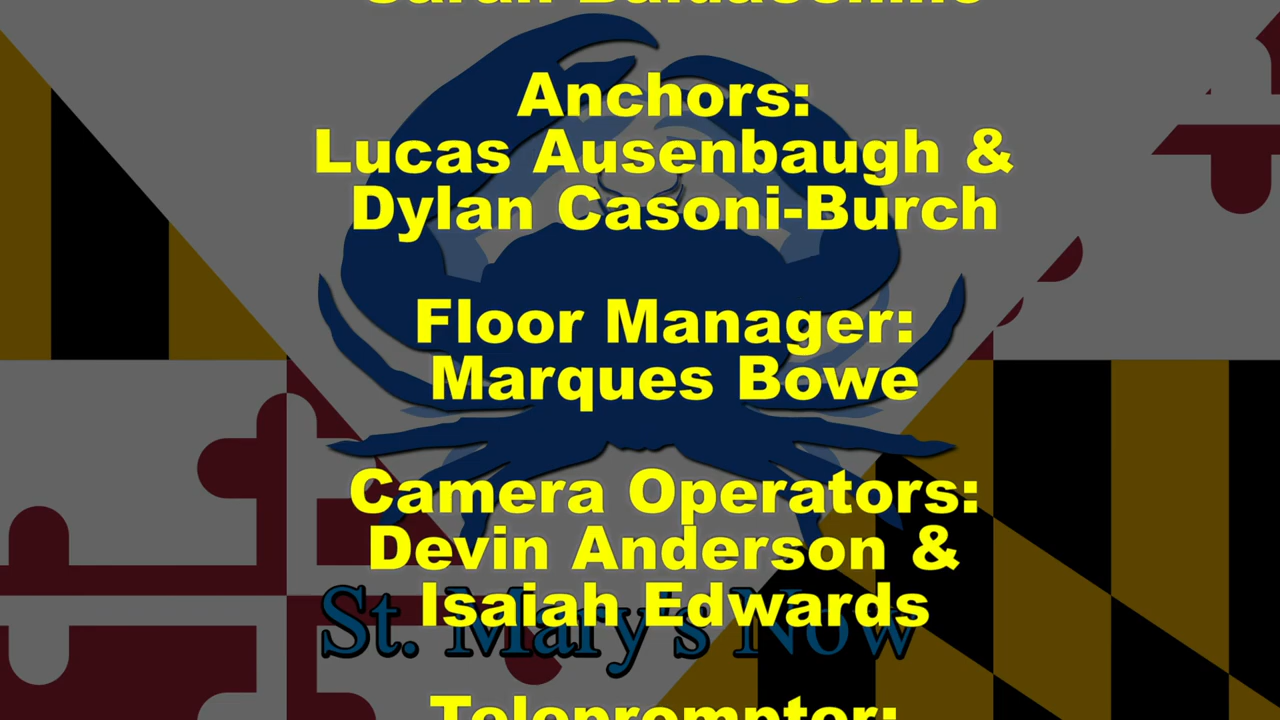 Anchors:
Lucas Ausenbaugh &
Dylan Casoni-Burch
Floor Manager:
Marques Bowe
Camera Operators:
Devin Anderson &
Isaiah Edwards
St. Mary's Now
Teleprompter: